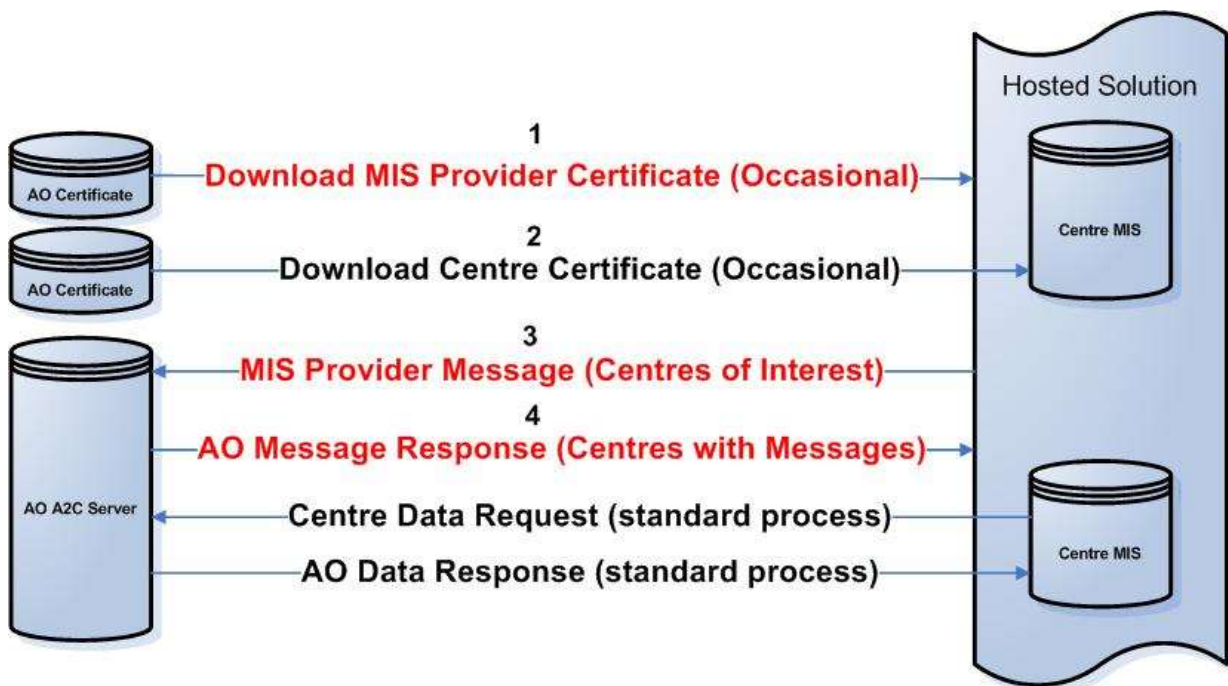 Hosted Solution
1
AO Certificate
Download MIS Provider Certificate (Occasional)
Centre MIS
2
AO Certificate
Download Centre Certificate (Occasional)
3
MIS Provider Message (Centres of Interest)
4
AO Message Response (Centres with Messages)
AO A2C Server
Centre Data Request (standard process)
Centre MIS
AO Data Response (standard process)